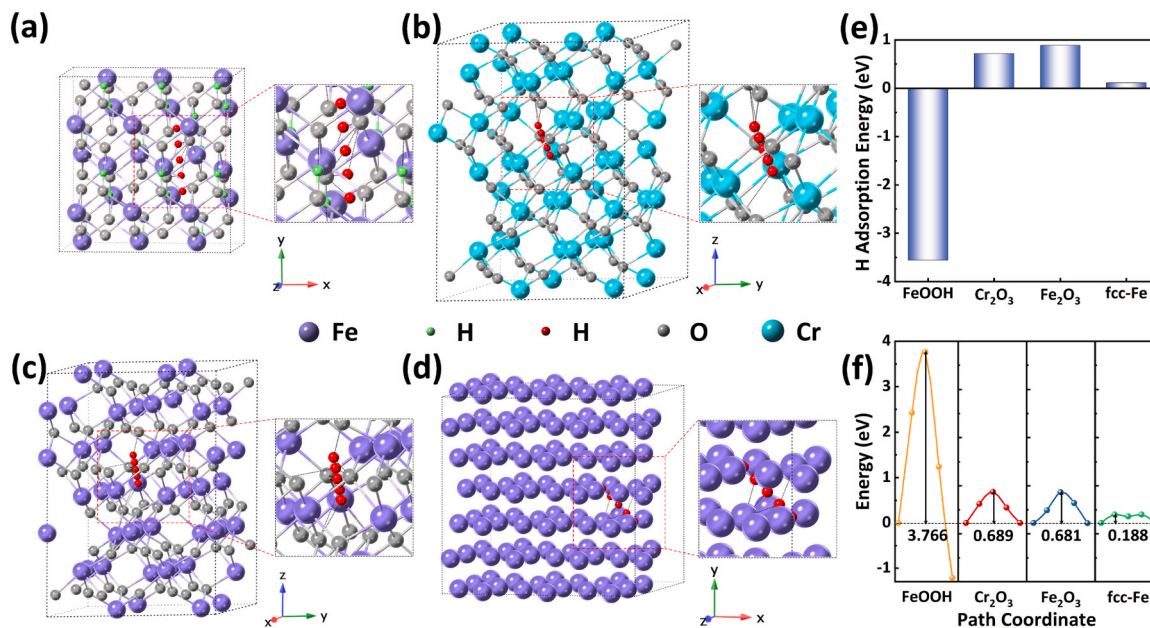 (a)
y
z
x
(b)
z
x
y
Fe
H
H
O
Cr
(c)
z
x
y
(d)
y
z
x
(e)
H Adsorption Energy (eV)
1
0
-1
-2
-3
-4
FeOOH
Cr₂O₃
Fe₂O₃
fcc-Fe
(f)
Energy (eV)
4
3
2
1
0
-1
3.766
0.689
0.681
0.188
FeOOH
Cr₂O₃
Fe₂O₃
fcc-Fe
Path Coordinate